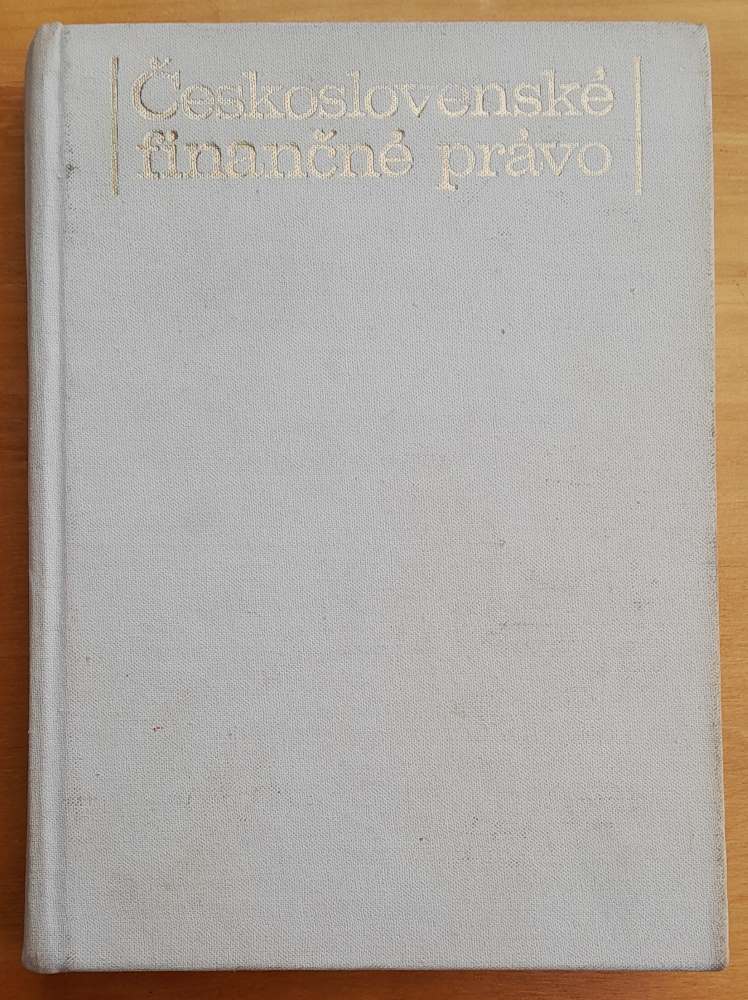 Československé
finančné právo